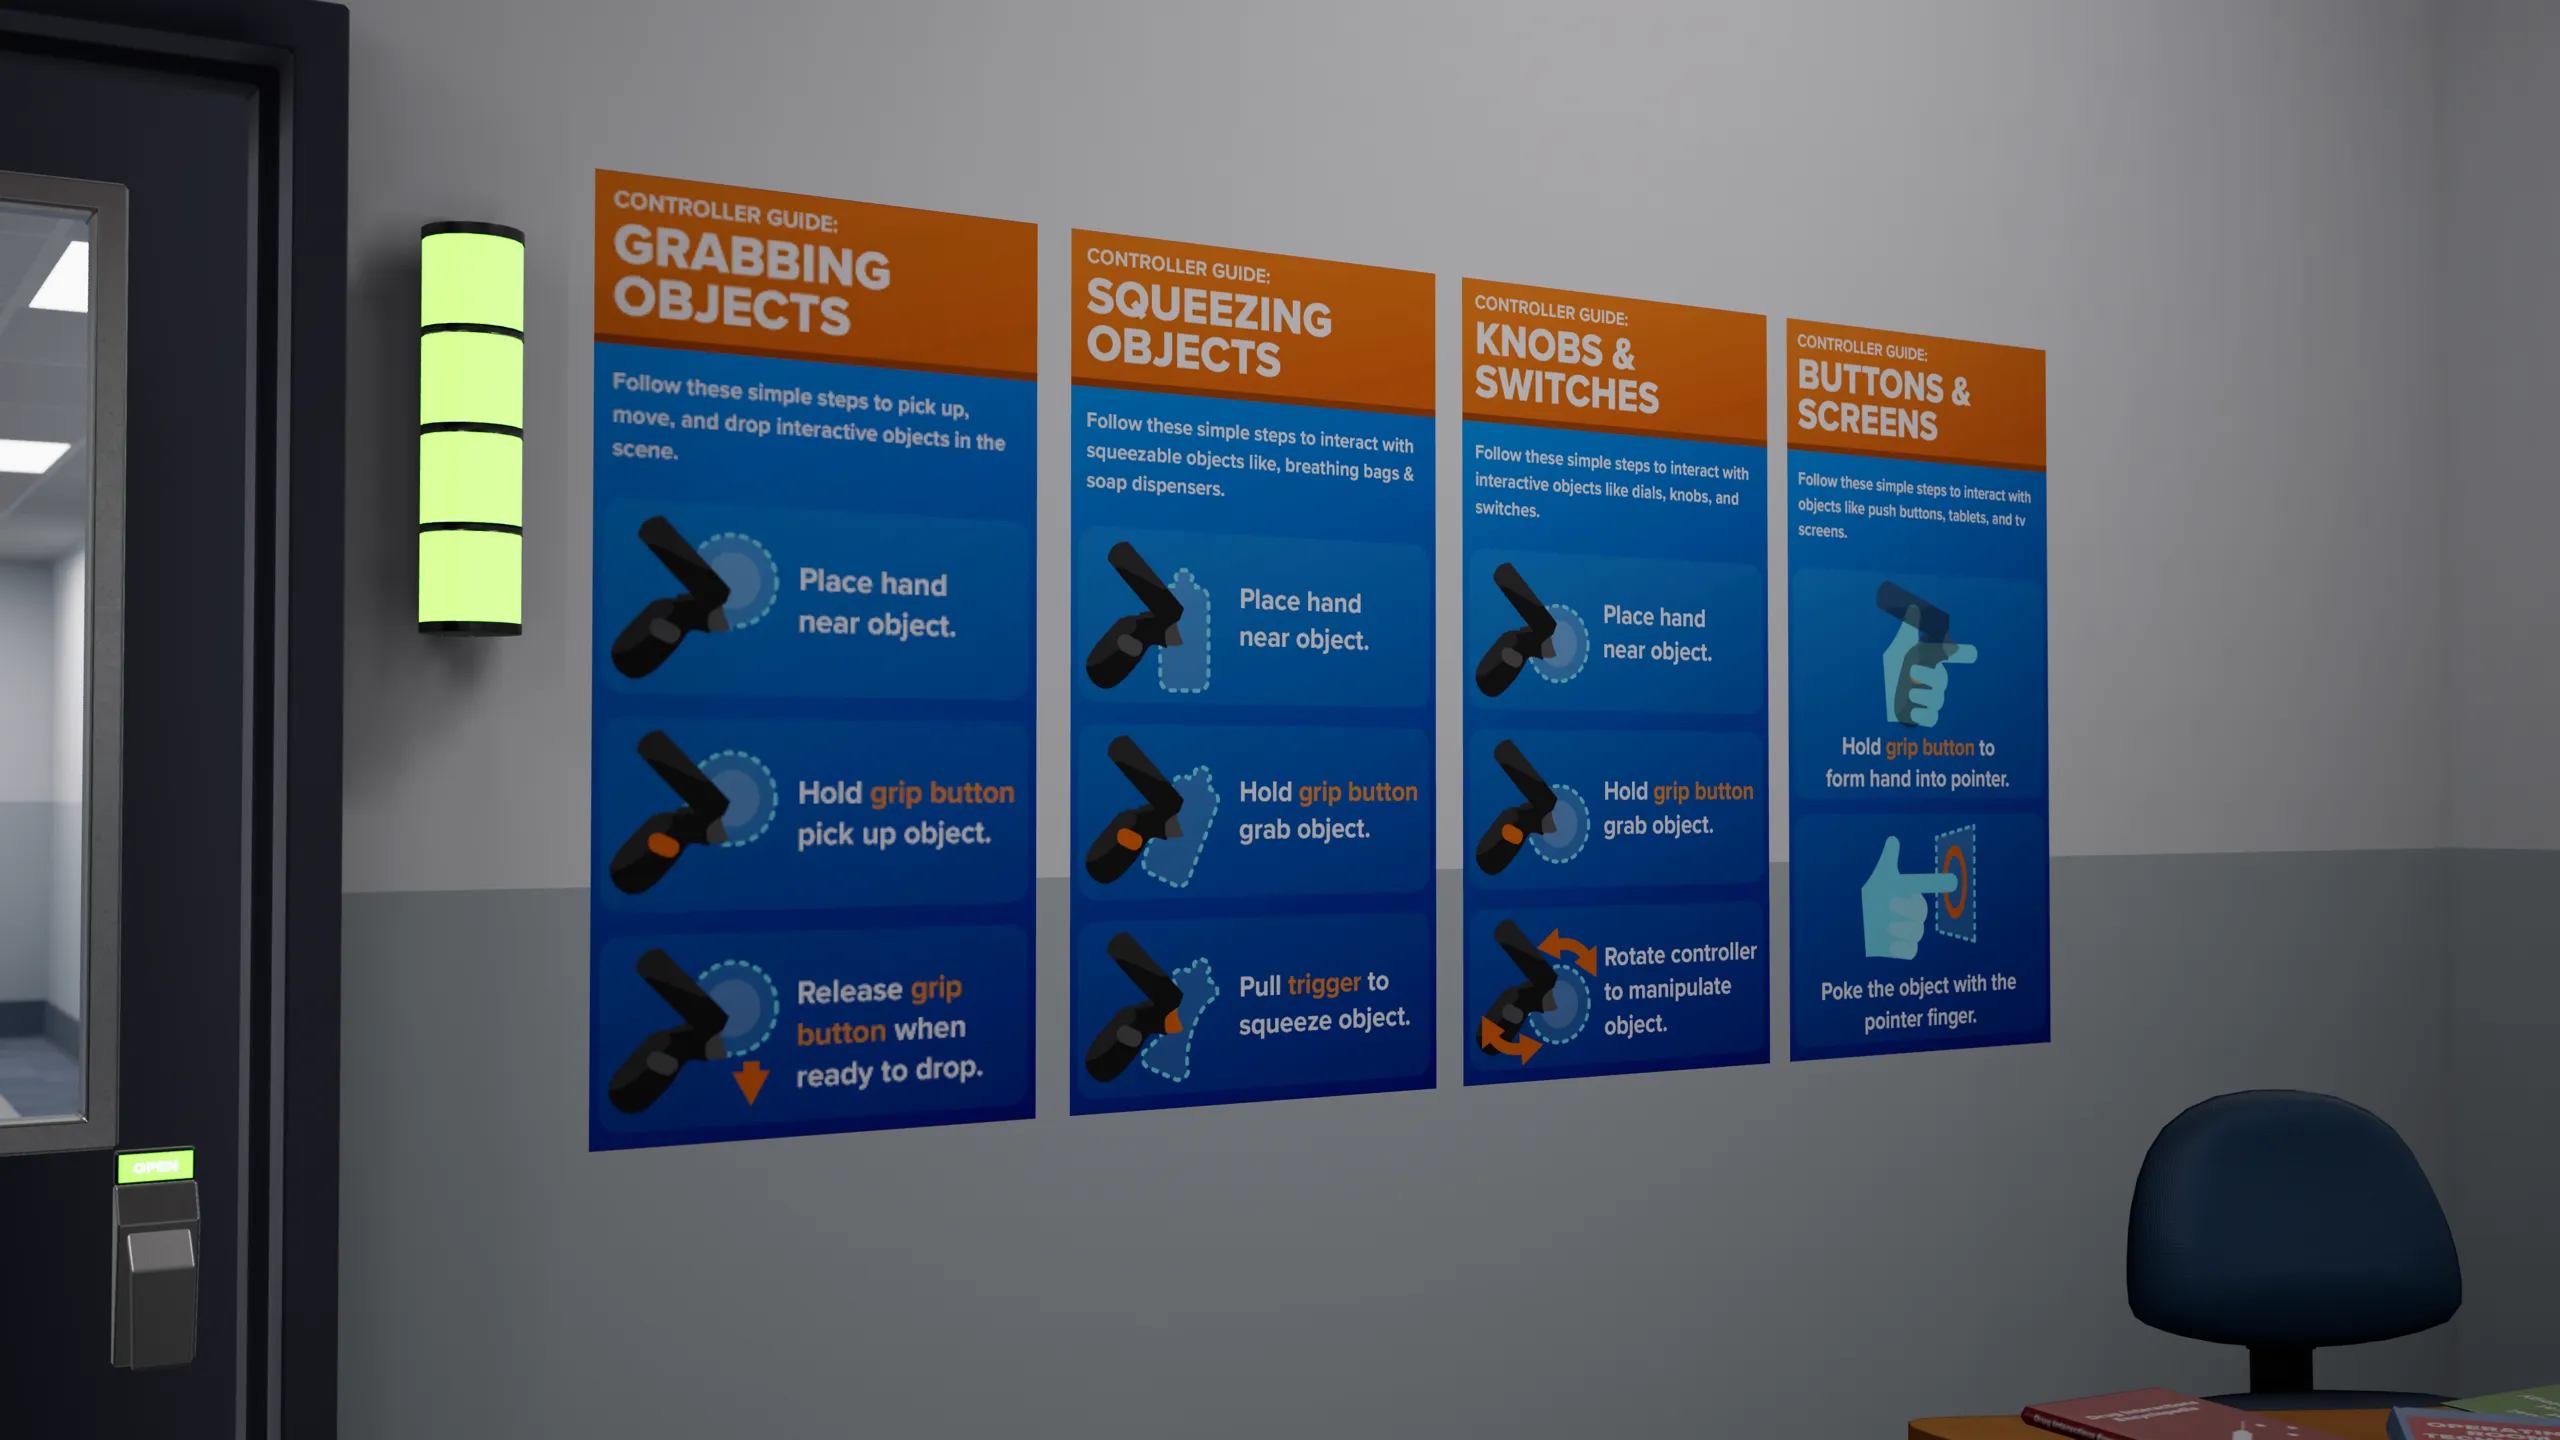 CONTROLLER GUIDE:
GRABBING
OBJECTS
Follow these simple steps to pick up,
move, and drop interactive objects in the
scene.
Place hand
near object.
Hold grip button
pick up object.
Release grip
button when
ready to drop.
CONTROLLER GUIDE:
SQUEEZING
OBJECTS
Follow these simple steps to interact with
squeezable objects like, breathing bags &
soap dispensers.
Place hand
near object.
Hold grip button
grab object.
Pull trigger to
squeeze object.
CONTROLLER GUIDE:
KNOBS &
SWITCHES
Follow these simple steps to interact with
interactive objects like dials, knobs, and
switches.
Place hand
near object.
Hold grip button
grab object.
Rotate controller
to manipulate
object.
CONTROLLER GUIDE:
BUTTONS &
SCREENS
Follow these simple steps to interact with
objects like push buttons, tablets, and tv
screens.
Hold grip button to
form hand into pointer.
Poke the object with the
pointer finger.
OPEN
Drug Interactions
Encyclopedia
OPERATING
ROOM